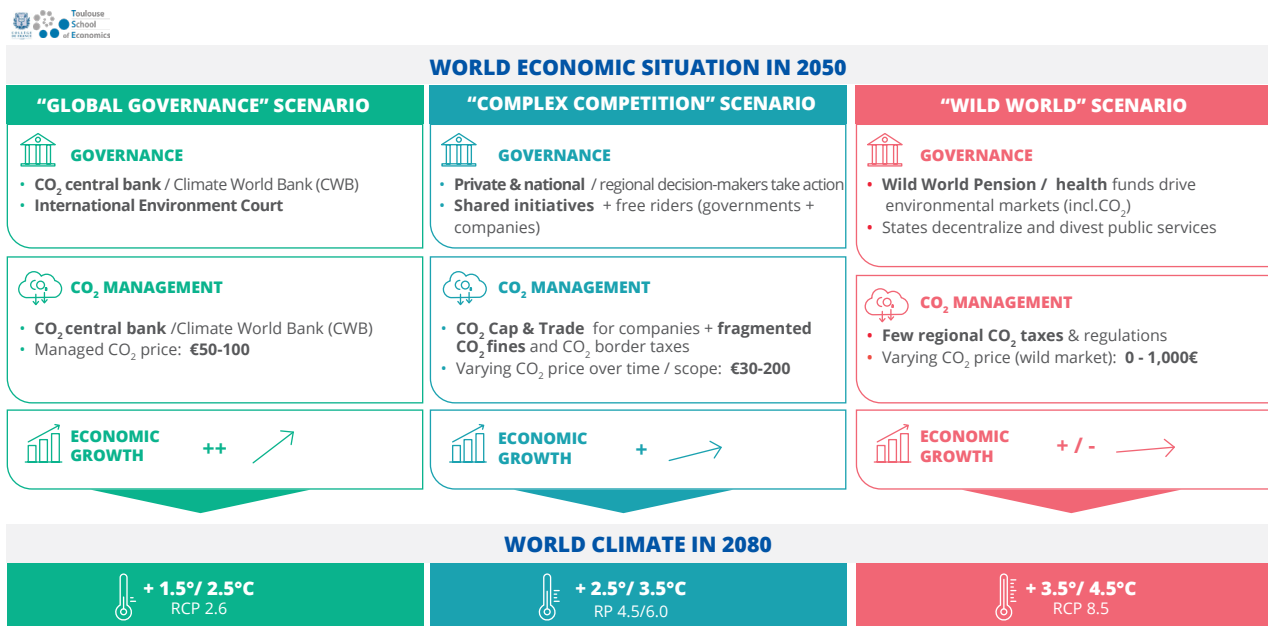 COLLÈGE
DE FRANCE
Toulouse
School
of Economics
WORLD ECONOMIC SITUATION IN 2050
“GLOBAL GOVERNANCE” SCENARIO
GOVERNANCE
• CO2 central bank / Climate World Bank (CWB)
• International Environment Court
CO2
CO2 MANAGEMENT
• CO2 central bank /Climate World Bank (CWB)
• Managed CO2 price: €50-100
ECONOMIC
GROWTH
++
“COMPLEX COMPETITION” SCENARIO
GOVERNANCE
• Private & national / regional decision-makers take action
• Shared initiatives + free riders (governments +
companies)
CO2
CO2 MANAGEMENT
• CO2 Cap & Trade for companies + fragmented
CO2 fines and CO2 border taxes
• Varying CO2 price over time / scope: €30-200
ECONOMIC
GROWTH
+
“WILD WORLD” SCENARIO
GOVERNANCE
• Wild World Pension / health funds drive
environmental markets (incl.CO2)
• States decentralize and divest public services
CO2
CO2 MANAGEMENT
• Few regional CO2 taxes & regulations
• Varying CO2 price (wild market): 0 - 1,000€
ECONOMIC
GROWTH
+ / -
WORLD CLIMATE IN 2080
+ 1.5°/ 2.5°C
RCP 2.6
+ 2.5°/ 3.5°C
RP 4.5/6.0
+ 3.5°/ 4.5°C
RCP 8.5